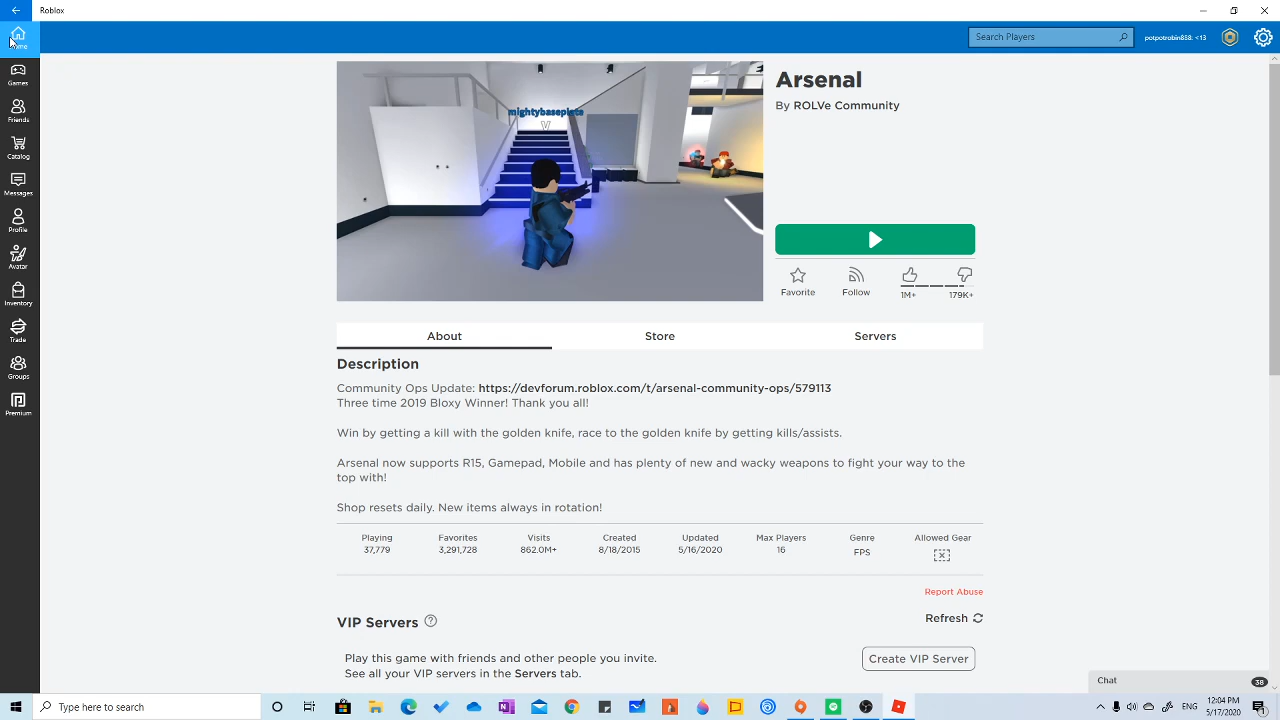 Roblox
Home
Games
Friends
Catalog
Messages
Profile
Avatar
Inventory
Trade
Groups
Premium
Search Players
potpotrobin838: <13
mightybaseplate
V
Arsenal
By ROLVe Community
Favorite
Follow
1M+
179K+
About
Store
Servers
Description
Community Ops Update: https://devforum.roblox.com/t/arsenal-community-ops/579113
Three time 2019 Bloxy Winner! Thank you all!
Win by getting a kill with the golden knife, race to the golden knife by getting kills/assists.
Arsenal now supports R15, Gamepad, Mobile and has plenty of new and wacky weapons to fight your way to the
top with!
Shop resets daily. New items always in rotation!
Playing
Favorites
Visits
Created
Updated
Max Players
Genre
Allowed Gear
37,779
3,291,728
862.0M+
8/18/2015
5/16/2020
16
FPS
Report Abuse
VIP Servers
Refresh
Play this game with friends and other people you invite.
See all your VIP servers in the Servers tab.
Create VIP Server
Chat
38
Type here to search
ENG
12:04 PM
5/17/2020
1